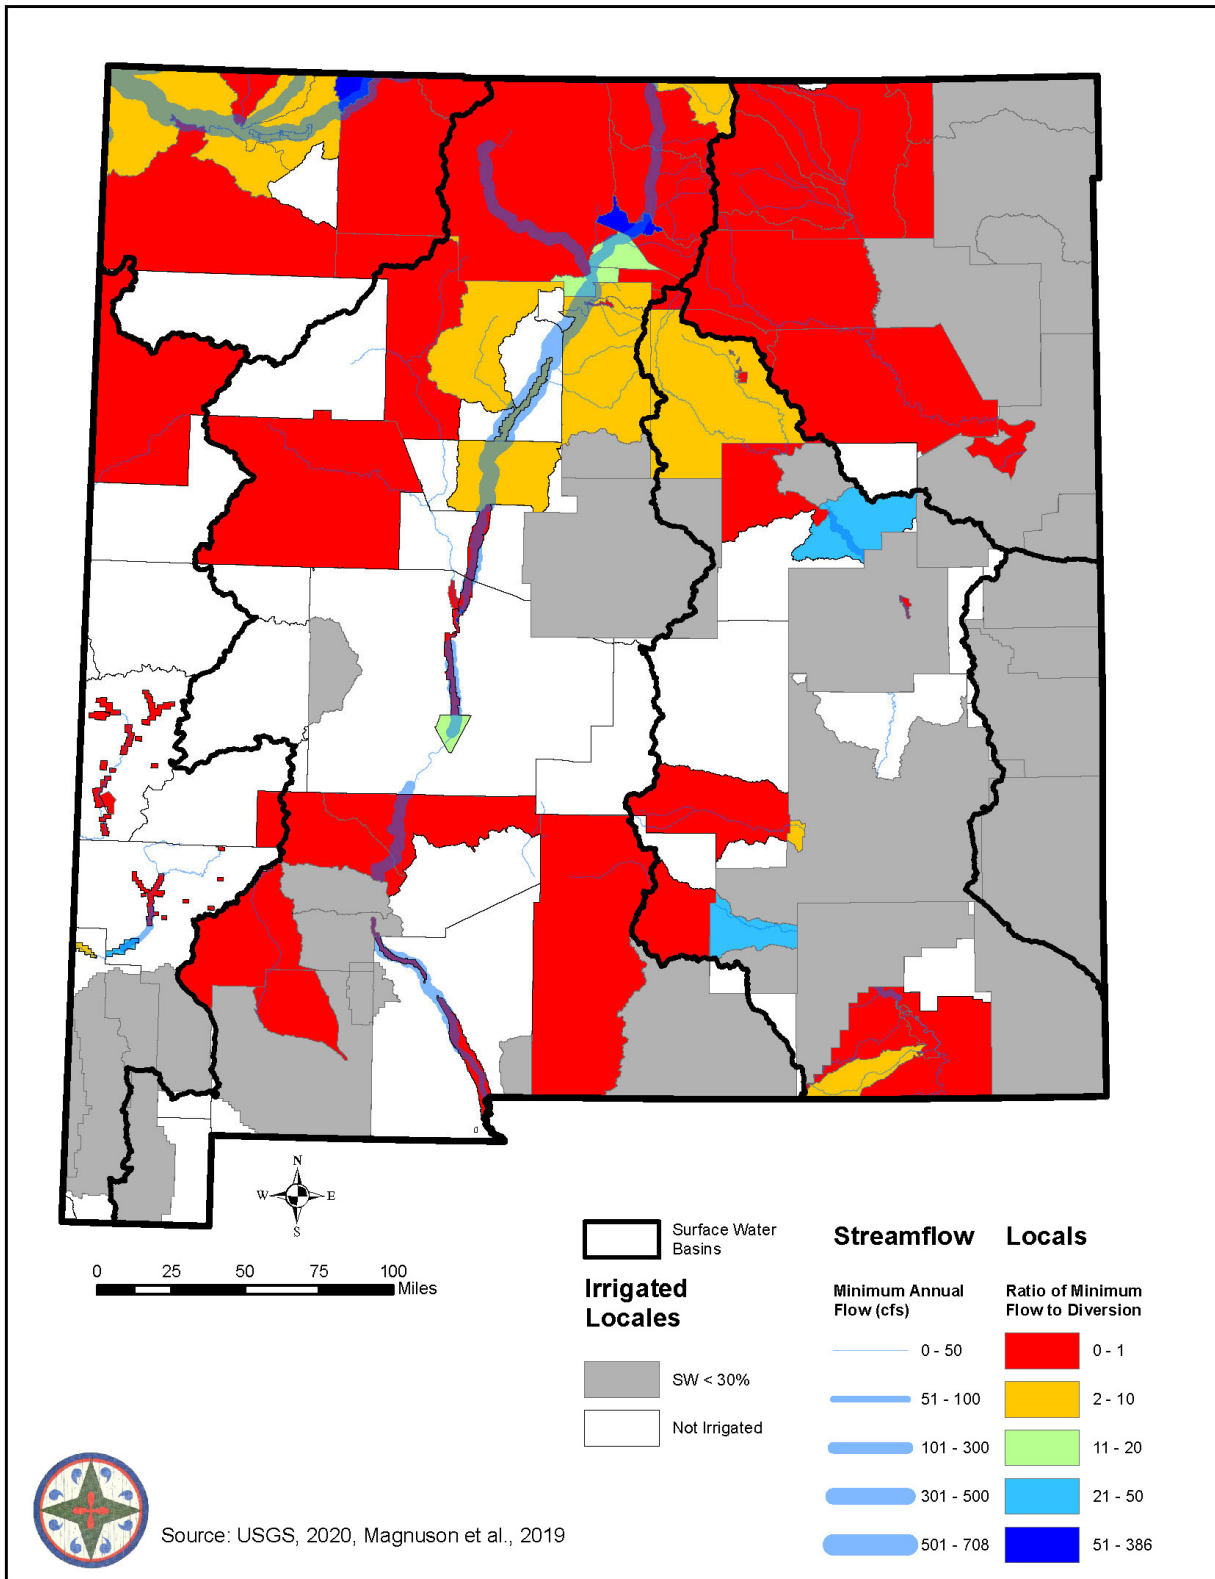 N
W E
S
0 25 50 75 100
Miles
Surface Water
Basins
Irrigated
Locales
SW < 30%
Not Irrigated
Streamflow
Minimum Annual
Flow (cfs)
0 - 50
51 - 100
101 - 300
301 - 500
501 - 708
Locals
Ratio of Minimum
Flow to Diversion
0 - 1
2 - 10
11 - 20
21 - 50
51 - 386
Source: USGS, 2020, Magnuson et al., 2019